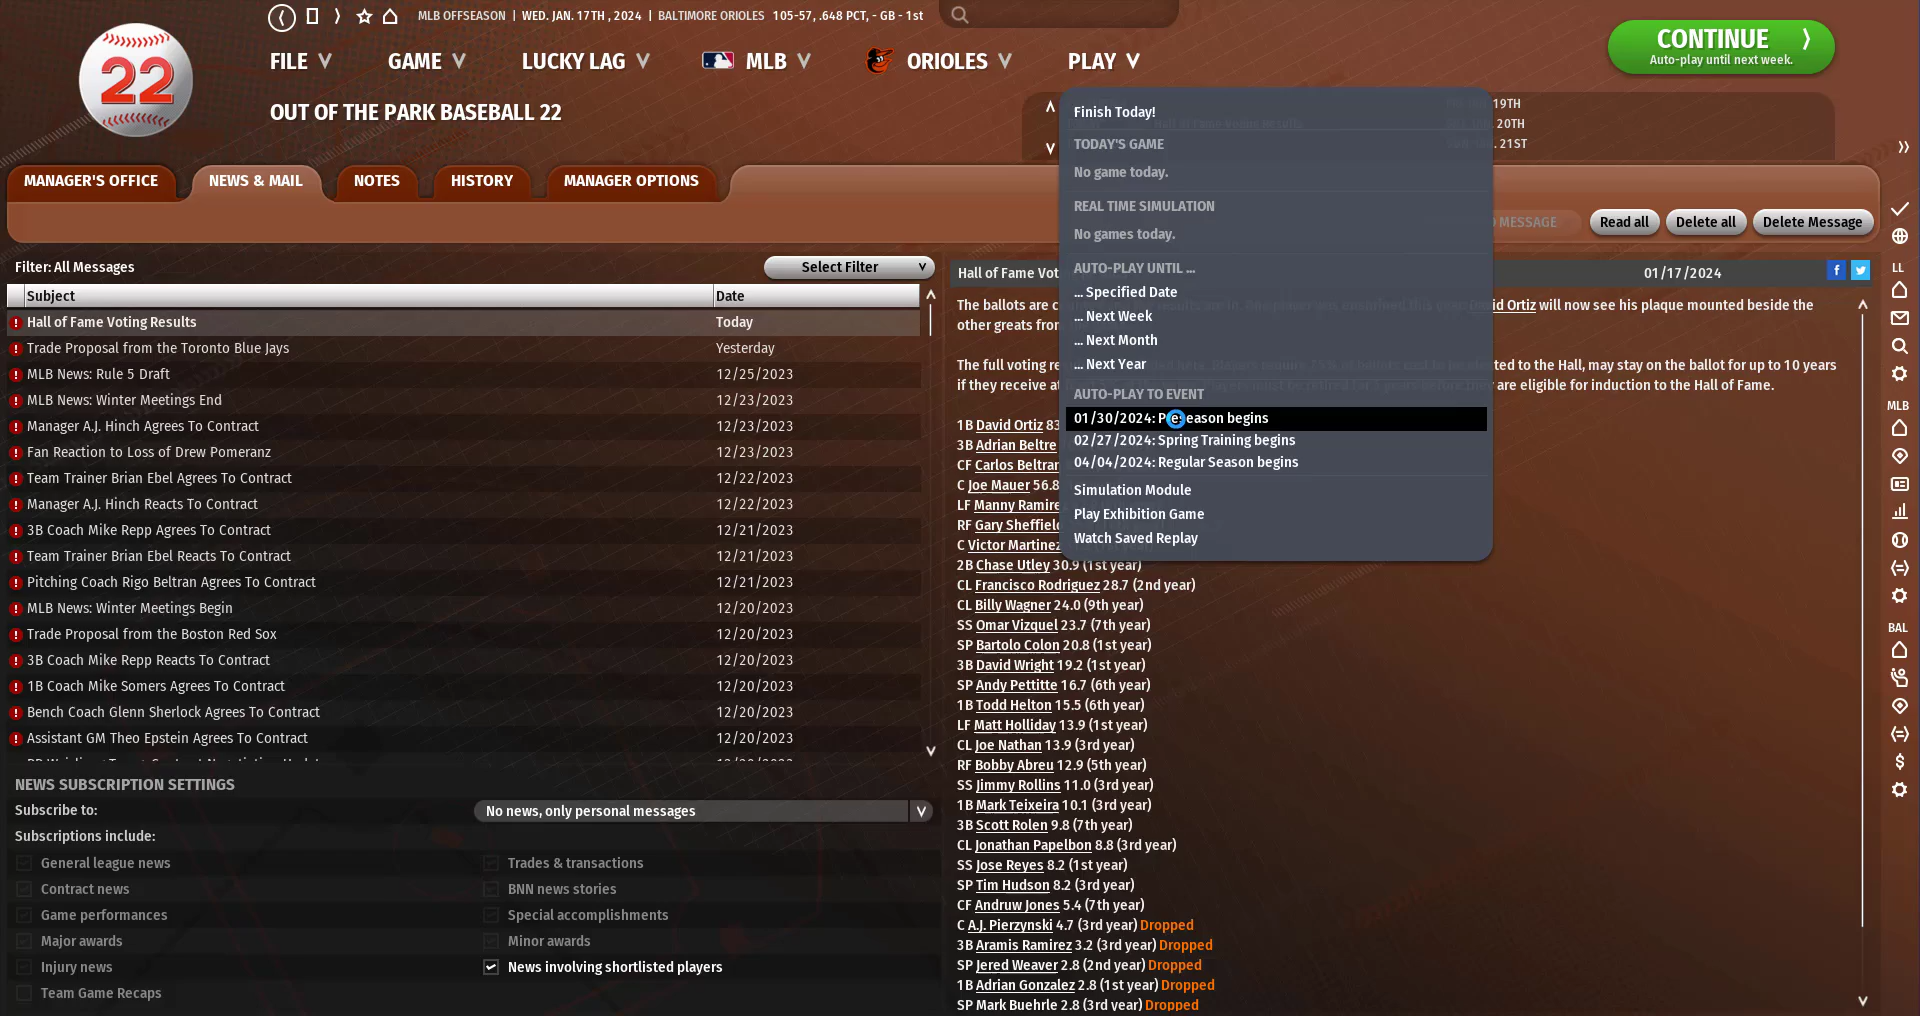 MLB OFFSEASON | WED. JAN. 17TH , 2024 | BALTIMORE ORIOLES 105-57, .648 PCT, - GB - 1st
22
FILE
GAME
LUCKY LAG
MLB
ORIOLES
PLAY
CONTINUE
Auto-play until next week.
OUT OF THE PARK BASEBALL 22
19TH
20TH
21ST
MANAGER'S OFFICE
NEWS & MAIL
NOTES
HISTORY
MANAGER OPTIONS
MESSAGE
Read all
Delete all
Delete Message
Finish Today!
TODAY'S GAME
No game today.
REAL TIME SIMULATION
No games today.
AUTO-PLAY UNTIL ...
... Specified Date
... Next Week
... Next Month
... Next Year
AUTO-PLAY TO EVENT
01/30/2024: Preseason begins
02/27/2024: Spring Training begins
04/04/2024: Regular Season begins
Simulation Module
Play Exhibition Game
Watch Saved Replay
Filter: All Messages
Select Filter
Subject Date
Hall of Fame Voting Results Today
Trade Proposal from the Toronto Blue Jays Yesterday
MLB News: Rule 5 Draft 12/25/2023
MLB News: Winter Meetings End 12/23/2023
Manager A.J. Hinch Agrees To Contract 12/23/2023
Fan Reaction to Loss of Drew Pomeranz 12/23/2023
Team Trainer Brian Ebel Agrees To Contract 12/22/2023
Manager A.J. Hinch Reacts To Contract 12/22/2023
3B Coach Mike Repp Agrees To Contract 12/21/2023
Team Trainer Brian Ebel Reacts To Contract 12/21/2023
Pitching Coach Rigo Beltran Agrees To Contract 12/21/2023
MLB News: Winter Meetings Begin 12/20/2023
Trade Proposal from the Boston Red Sox 12/20/2023
3B Coach Mike Repp Reacts To Contract 12/20/2023
1B Coach Mike Somers Agrees To Contract 12/20/2023
Bench Coach Glenn Sherlock Agrees To Contract 12/20/2023
Assistant GM Theo Epstein Agrees To Contract 12/20/2023
NEWS SUBSCRIPTION SETTINGS
Subscribe to: No news, only personal messages
Subscriptions include:
General league news
Trades & transactions
Contract news
BNN news stories
Game performances
Special accomplishments
Major awards
Minor awards
Injury news
News involving shortlisted players
Team Game Recaps
Hall of Fame Vot 01/17/2024
The ballots are c David Ortiz will now see his plaque mounted beside the
other greats fro
The full voting re ted to the Hall, may stay on the ballot for up to 10 years
if they receive at are eligible for induction to the Hall of Fame.
1B David Ortiz 83
3B Adrian Beltre
CF Carlos Beltran
C Joe Mauer 56.8
LF Manny Ramire
RF Gary Sheffield
C Victor Martinez
2B Chase Utley 30.9 (1st year)
CL Francisco Rodriguez 28.7 (2nd year)
CL Billy Wagner 24.0 (9th year)
SS Omar Vizquel 23.7 (7th year)
SP Bartolo Colon 20.8 (1st year)
3B David Wright 19.2 (1st year)
SP Andy Pettitte 16.7 (6th year)
1B Todd Helton 15.5 (6th year)
LF Matt Holliday 13.9 (1st year)
CL Joe Nathan 13.9 (3rd year)
RF Bobby Abreu 12.9 (5th year)
SS Jimmy Rollins 11.0 (3rd year)
1B Mark Teixeira 10.1 (3rd year)
3B Scott Rolen 9.8 (7th year)
CL Jonathan Papelbon 8.8 (3rd year)
SS Jose Reyes 8.2 (1st year)
SP Tim Hudson 8.2 (3rd year)
CF Andruw Jones 5.4 (7th year)
C A.J. Pierzynski 4.7 (3rd year) Dropped
3B Aramis Ramirez 3.2 (3rd year) Dropped
SP Jered Weaver 2.8 (2nd year) Dropped
1B Adrian Gonzalez 2.8 (1st year) Dropped
SP Mark Buehrle 2.8 (3rd year) Dropped
LL
MLB
BAL